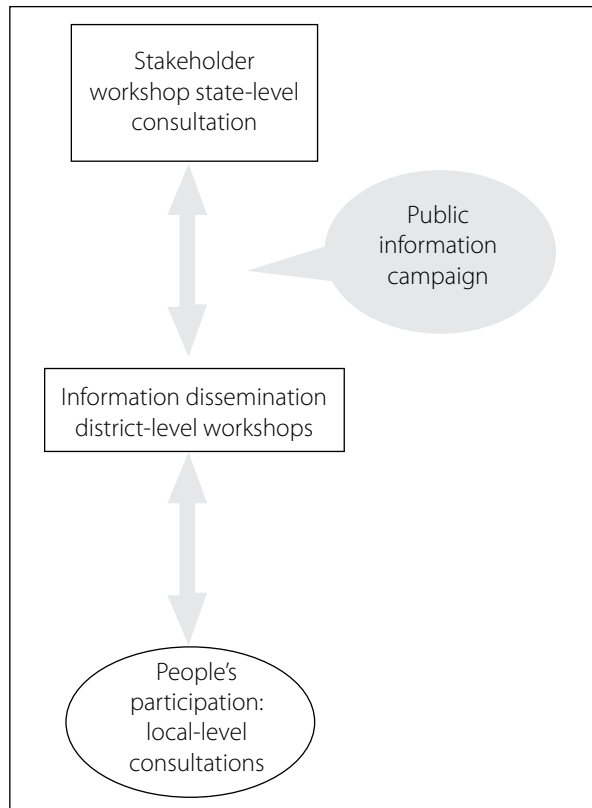 Stakeholder
workshop state-level
consultation
Public
information
campaign
Information dissemination
district-level workshops
People’s
participation:
local-level
consultations